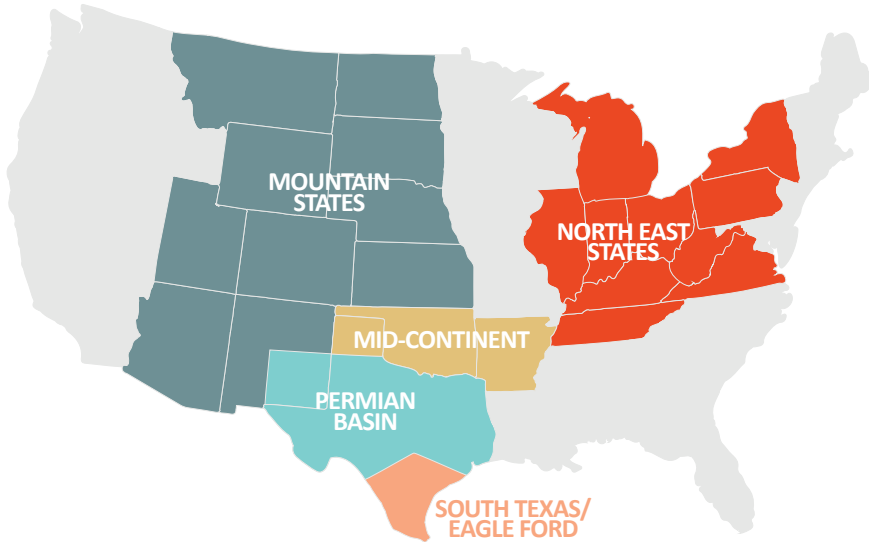 MOUNTAIN
STATES
NORTH EAST
STATES
MID-CONTINENT
PERMIAN
BASIN
SOUTH TEXAS/
EAGLE FORD